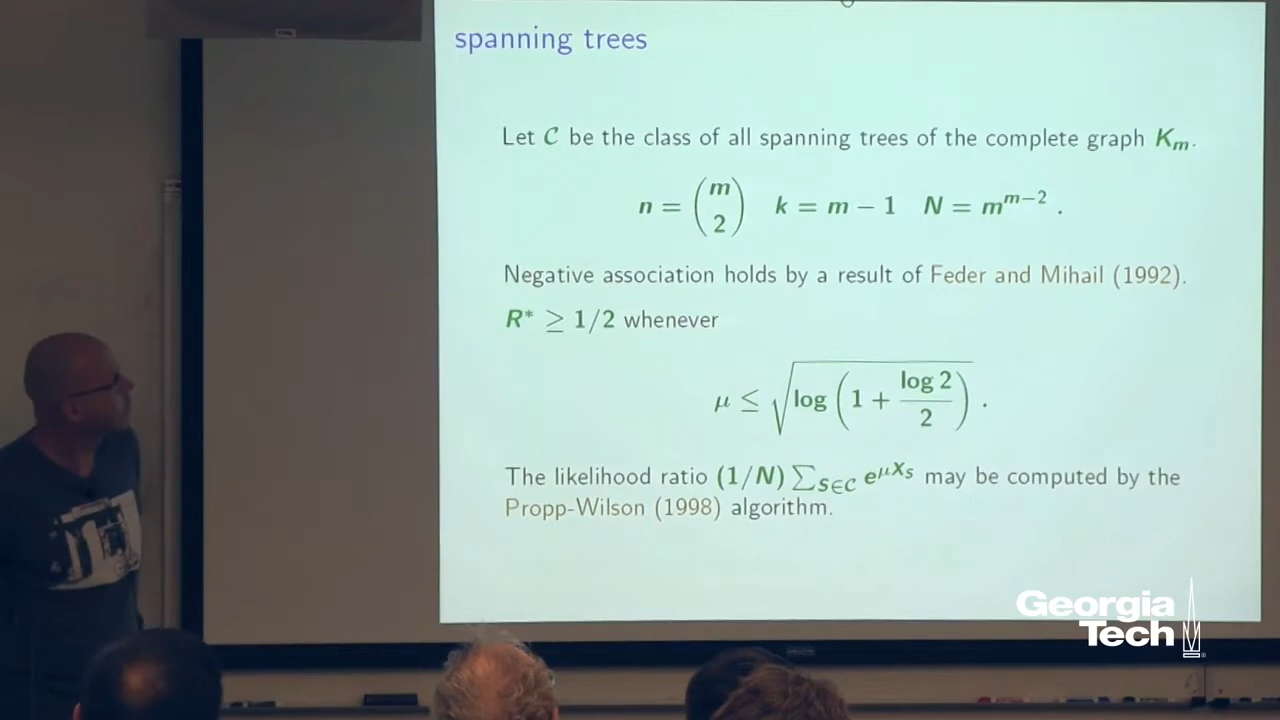 spanning trees
Let C be the class of all spanning trees of the complete graph Kₘ.
n = (m 2)   k = m − 1   N = m^{m−2} .
Negative association holds by a result of Feder and Mihail (1992).
R* ≥ 1/2 whenever
μ ≤ √(log (1 + log 2 / 2)) .
The likelihood ratio (1/N) ∑_{S∈C} e^{μX_S} may be computed by the
Propp-Wilson (1998) algorithm.
Georgia
Tech